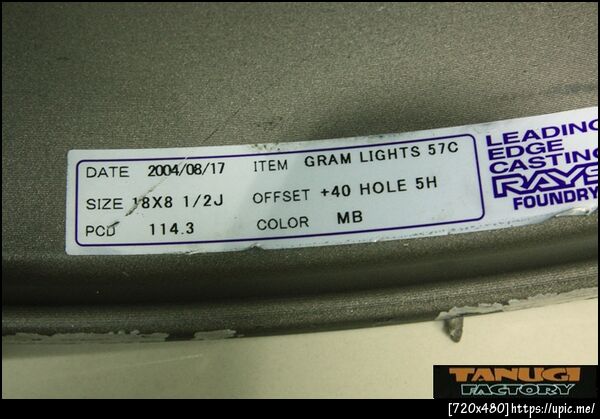 DATE 2004/08/17 ITEM GRAM LIGHTS 57C
SIZE 18X8 1/2J OFFSET +40 HOLE 5H
PCD 114.3 COLOR MB
LEADING
EDGE
CASTING
RAYS
FOUNDRY
TANUGI
FACTORY
[720x480]https://upic.me/